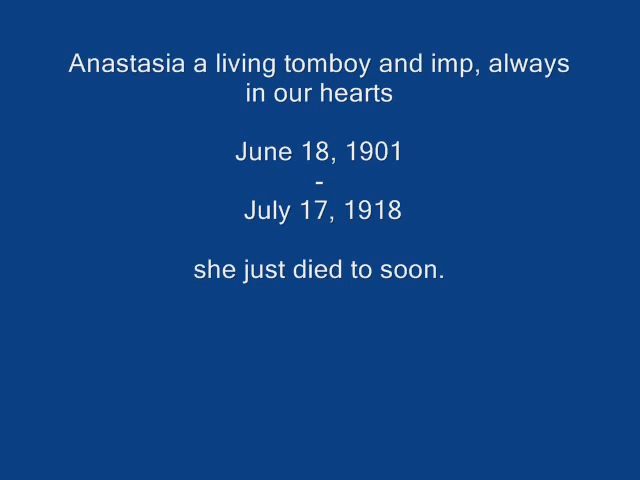 Anastasia a living tomboy and imp, always
in our hearts
June 18, 1901
-
July 17, 1918
she just died to soon.